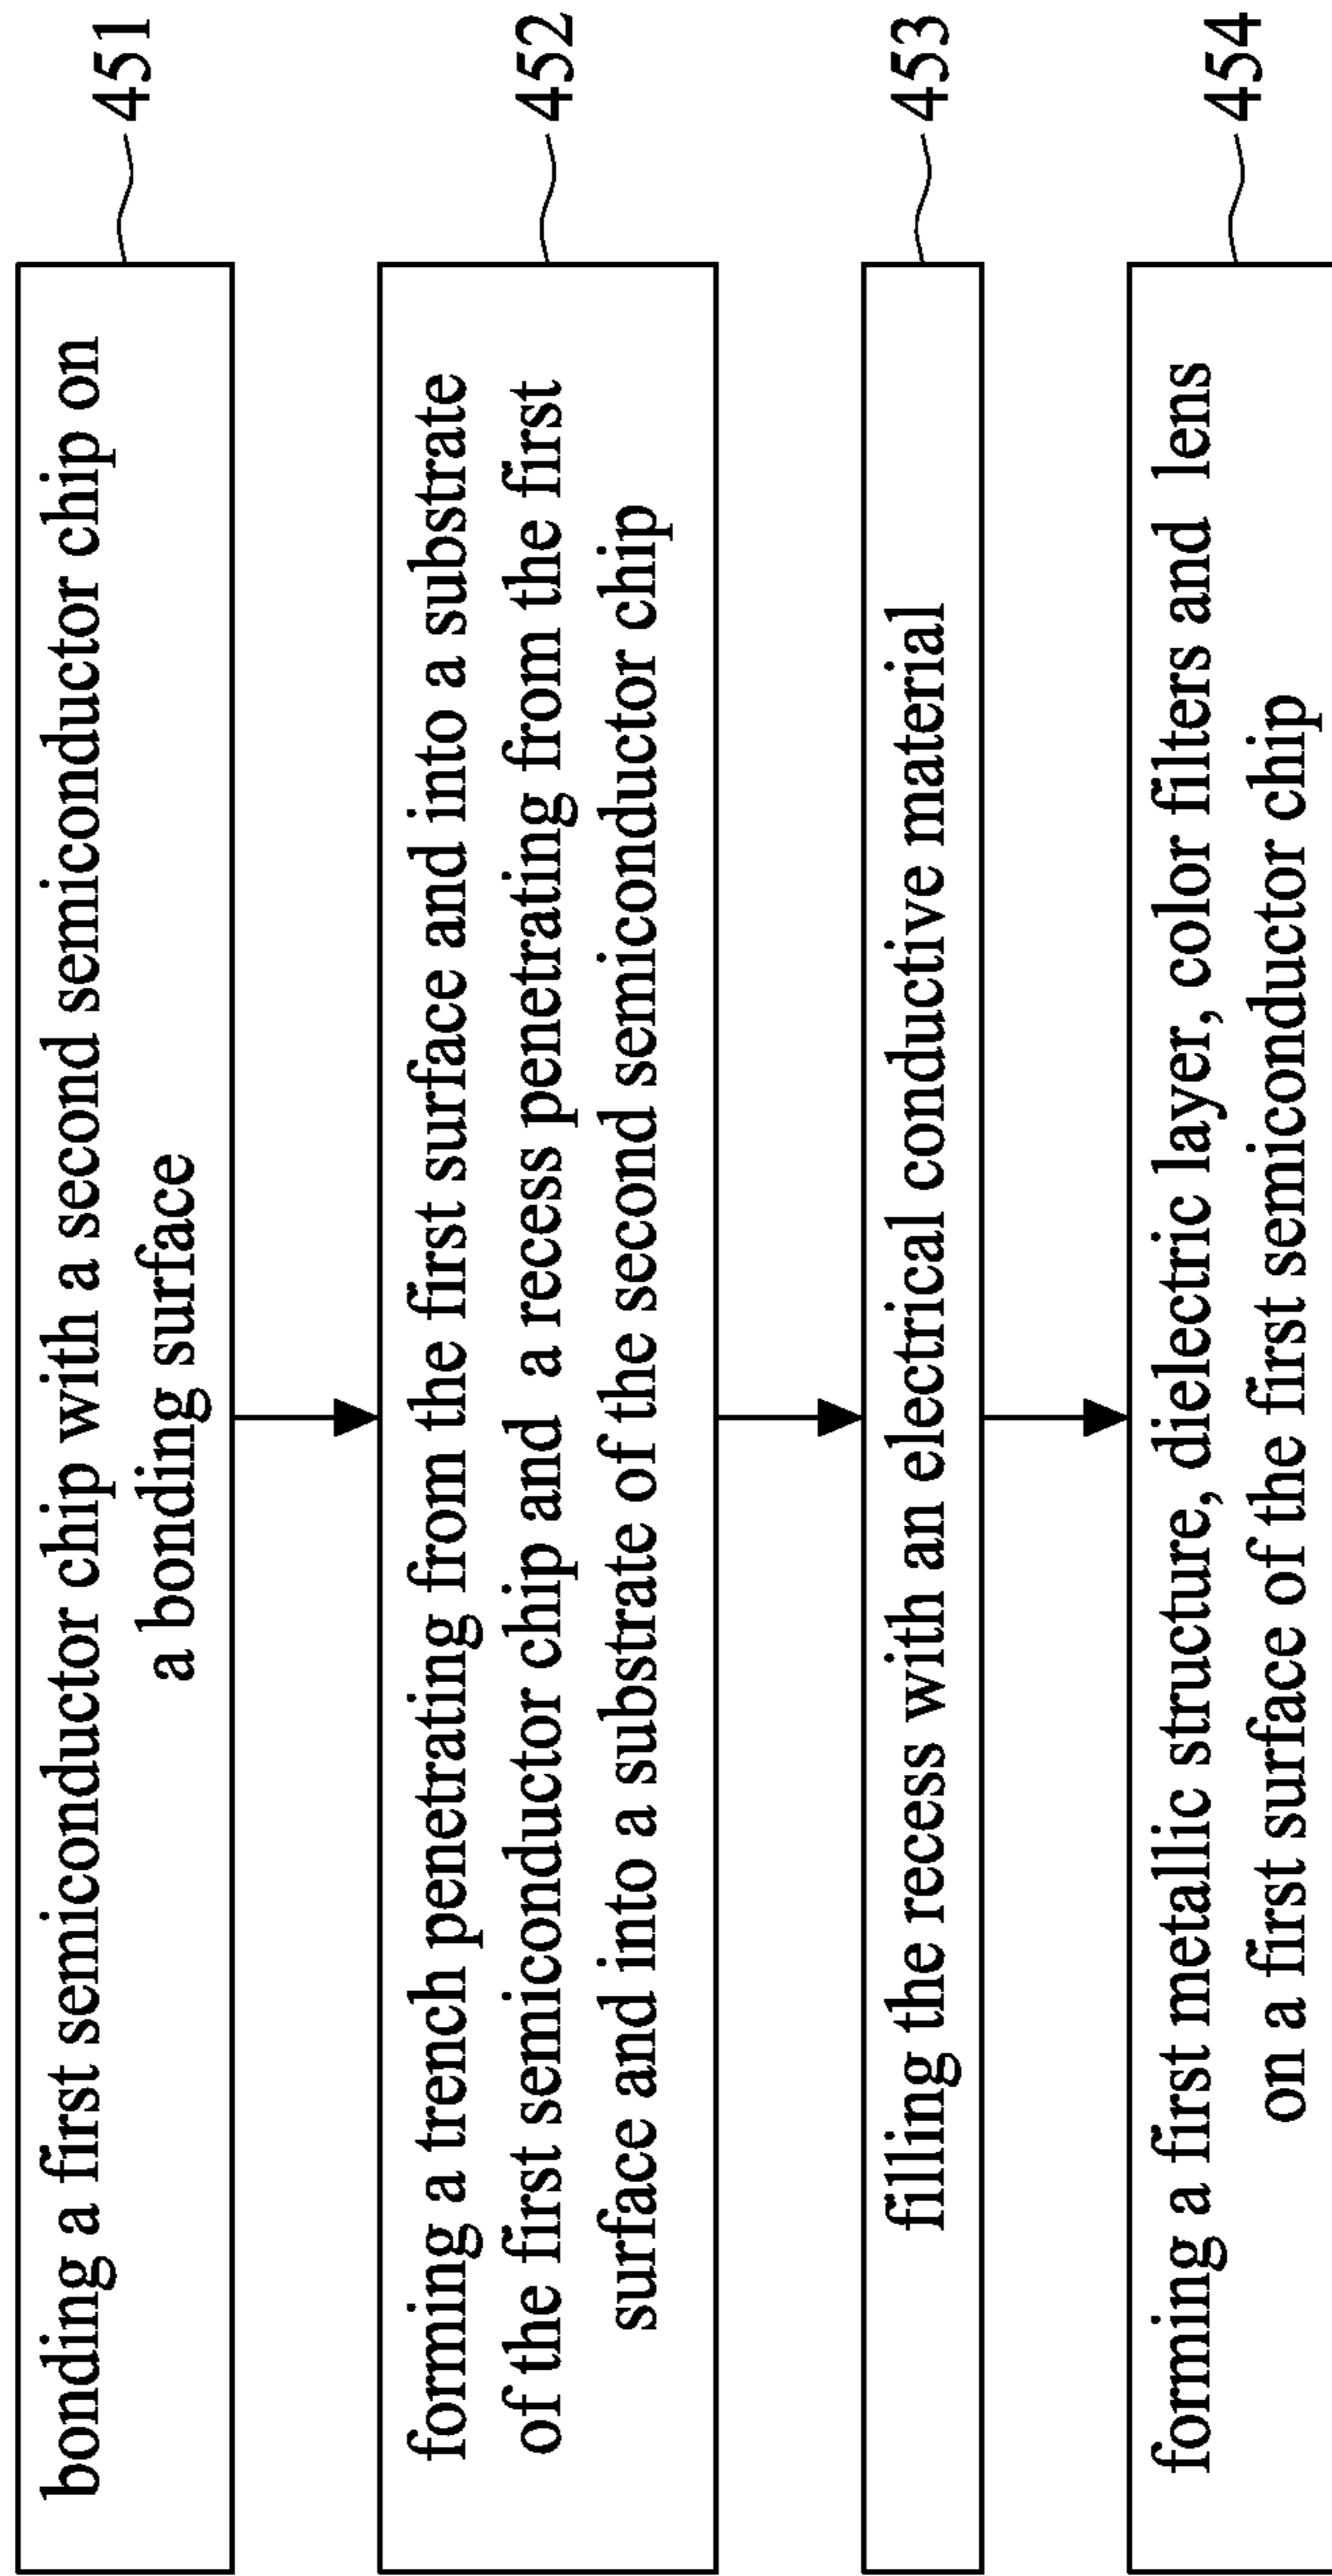 bonding a first semiconductor chip with a second semiconductor chip on
a bonding surface
451
forming a trench penetrating from the first surface and into a substrate
of the first semiconductor chip and a recess penetrating from the first
surface and into a substrate of the second semiconductor chip
452
filling the recess with an electrical conductive material
453
forming a first metallic structure, dielectric layer, color filters and lens
on a first surface of the first semiconductor chip
454